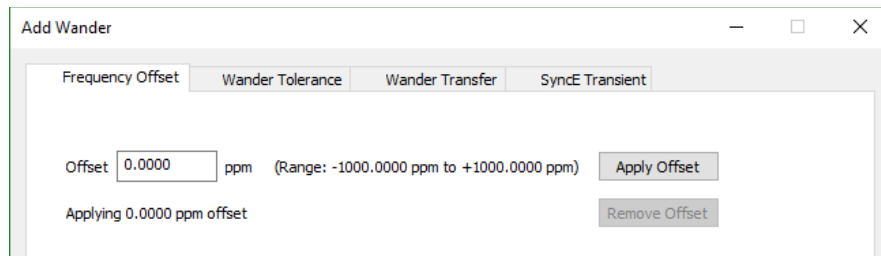 Add Wander
Frequency Offset Wander Tolerance Wander Transfer SyncE Transient
Offset 0.0000 ppm (Range: -1000.0000 ppm to +1000.0000 ppm) Apply Offset
Applying 0.0000 ppm offset Remove Offset